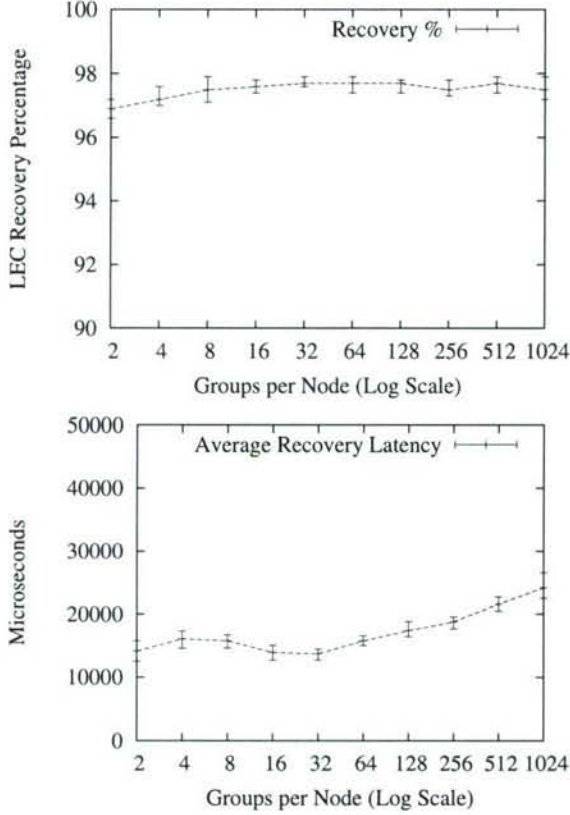 100
98
96
94
92
90
LEC Recovery Percentage
Recovery %
2 4 8 16 32 64 128 256 512 1024
Groups per Node (Log Scale)
50000
40000
30000
20000
10000
0
Microseconds
Average Recovery Latency
2 4 8 16 32 64 128 256 512 1024
Groups per Node (Log Scale)